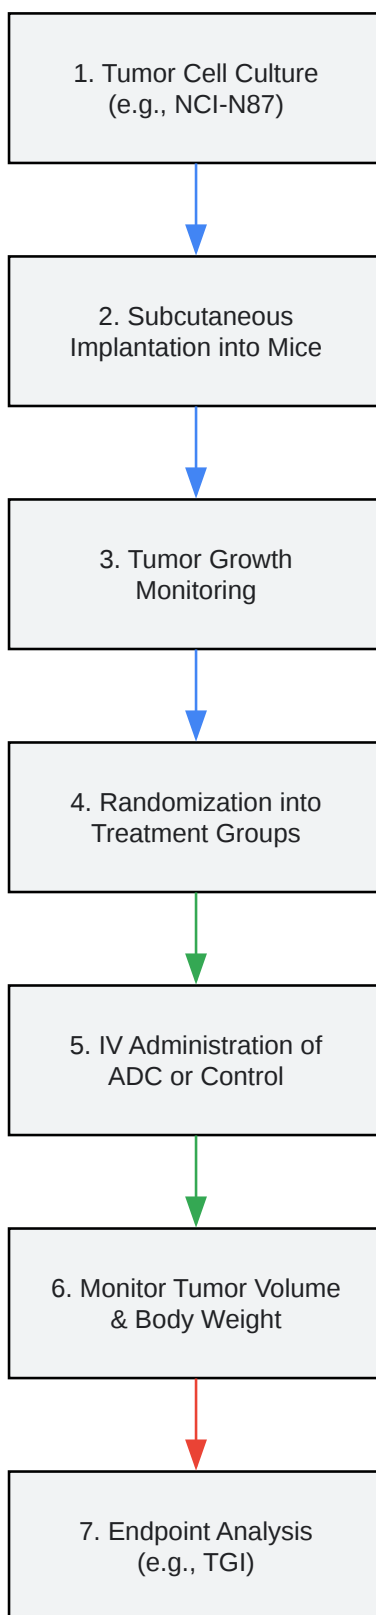 1. Tumor Cell Culture
(e.g., NCI-N87)
2. Subcutaneous
Implantation into Mice
3. Tumor Growth
Monitoring
4. Randomization into
Treatment Groups
5. IV Administration of
ADC or Control
6. Monitor Tumor Volume
& Body Weight
7. Endpoint Analysis
(e.g., TGI)